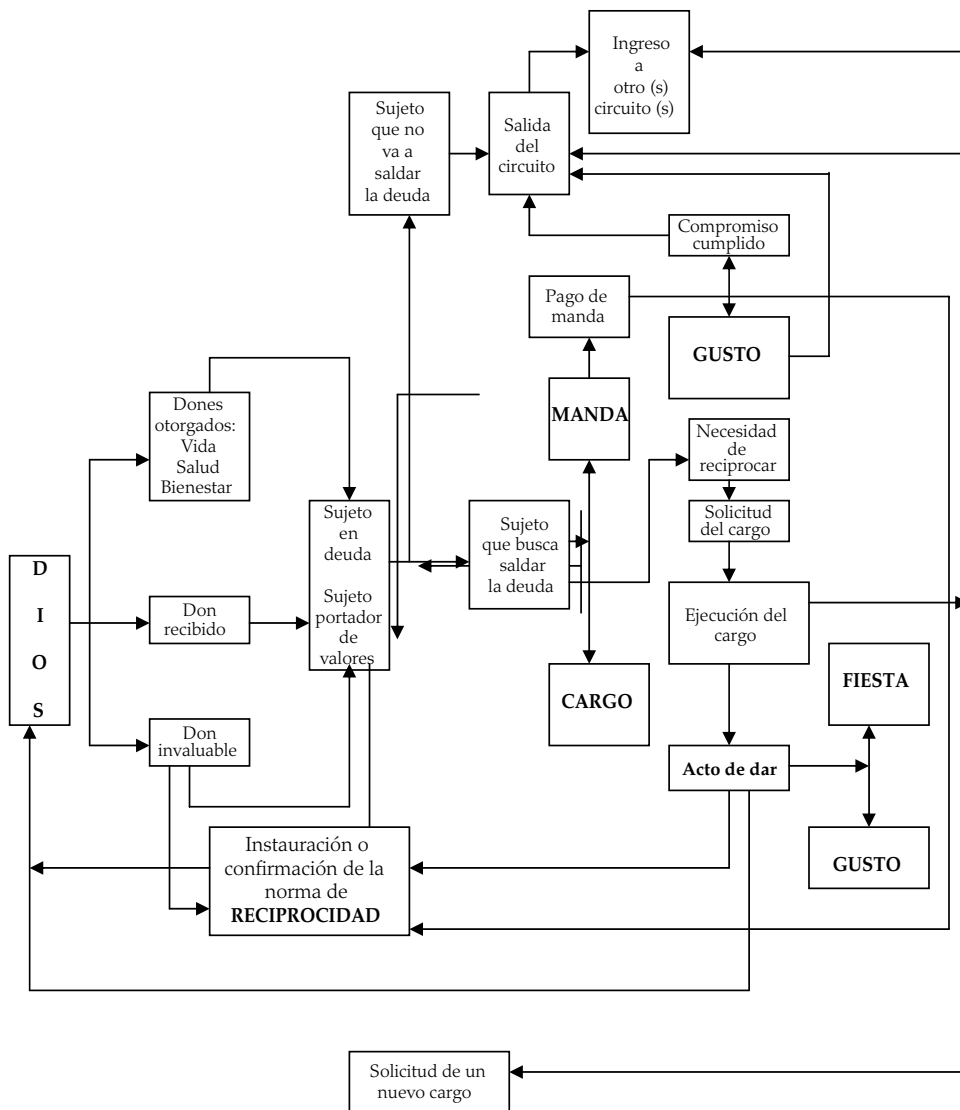 Ingreso
a
otro (s)
circuito (s)
Sujeto
que no
va a
saldar
la deuda
Salida
del
circuito
Compromiso
cumplido
Pago de
manda
GUSTO
MANDA
Dones
otorgados:
Vida
Salud
Bienestar
Necesidad
de
reciprocar
Solicitud
del cargo
Sujeto
en
deuda
Sujeto
portador
de
valores
Sujeto
que busca
saldar
la deuda
D
I
O
S
Don
recibido
Ejecución del
cargo
FIESTA
CARGO
Don
invaluable
Acto de dar
GUSTO
Instauración o
confirmación de la
norma de
RECIPROCIDAD
Solicitud de un
nuevo cargo